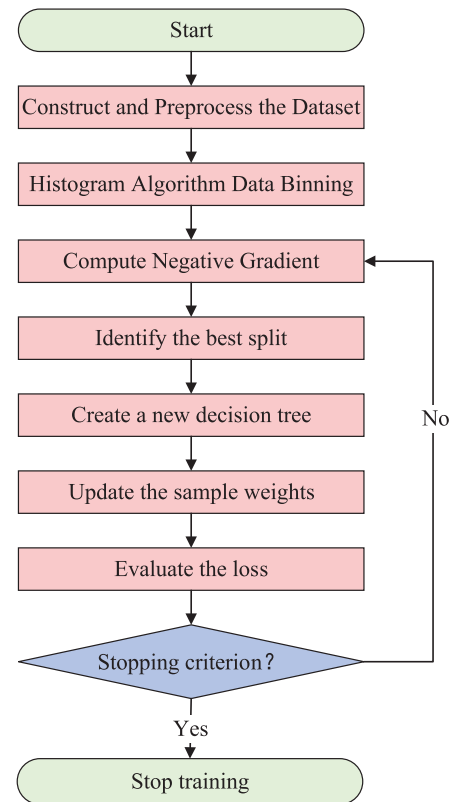 Start
Construct and Preprocess the Dataset
Histogram Algorithm Data Binning
Compute Negative Gradient
Identify the best split
Create a new decision tree
No
Update the sample weights
Evaluate the loss
Stopping criterion?
Yes
Stop training